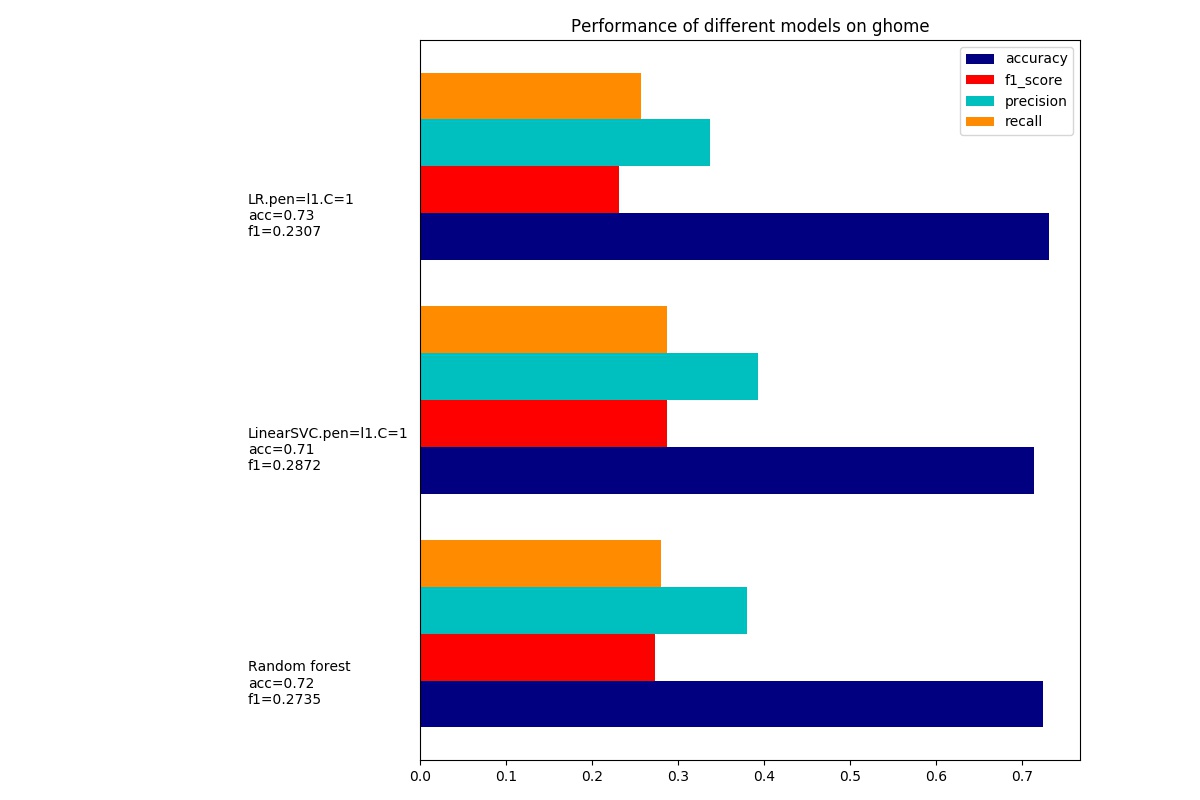 Performance of different models on ghome
accuracy
f1_score
precision
recall
LR.pen=l1.C=1
acc=0.73
f1=0.2307
LinearSVC.pen=l1.C=1
acc=0.71
f1=0.2872
Random forest
acc=0.72
f1=0.2735
0.0 0.1 0.2 0.3 0.4 0.5 0.6 0.7